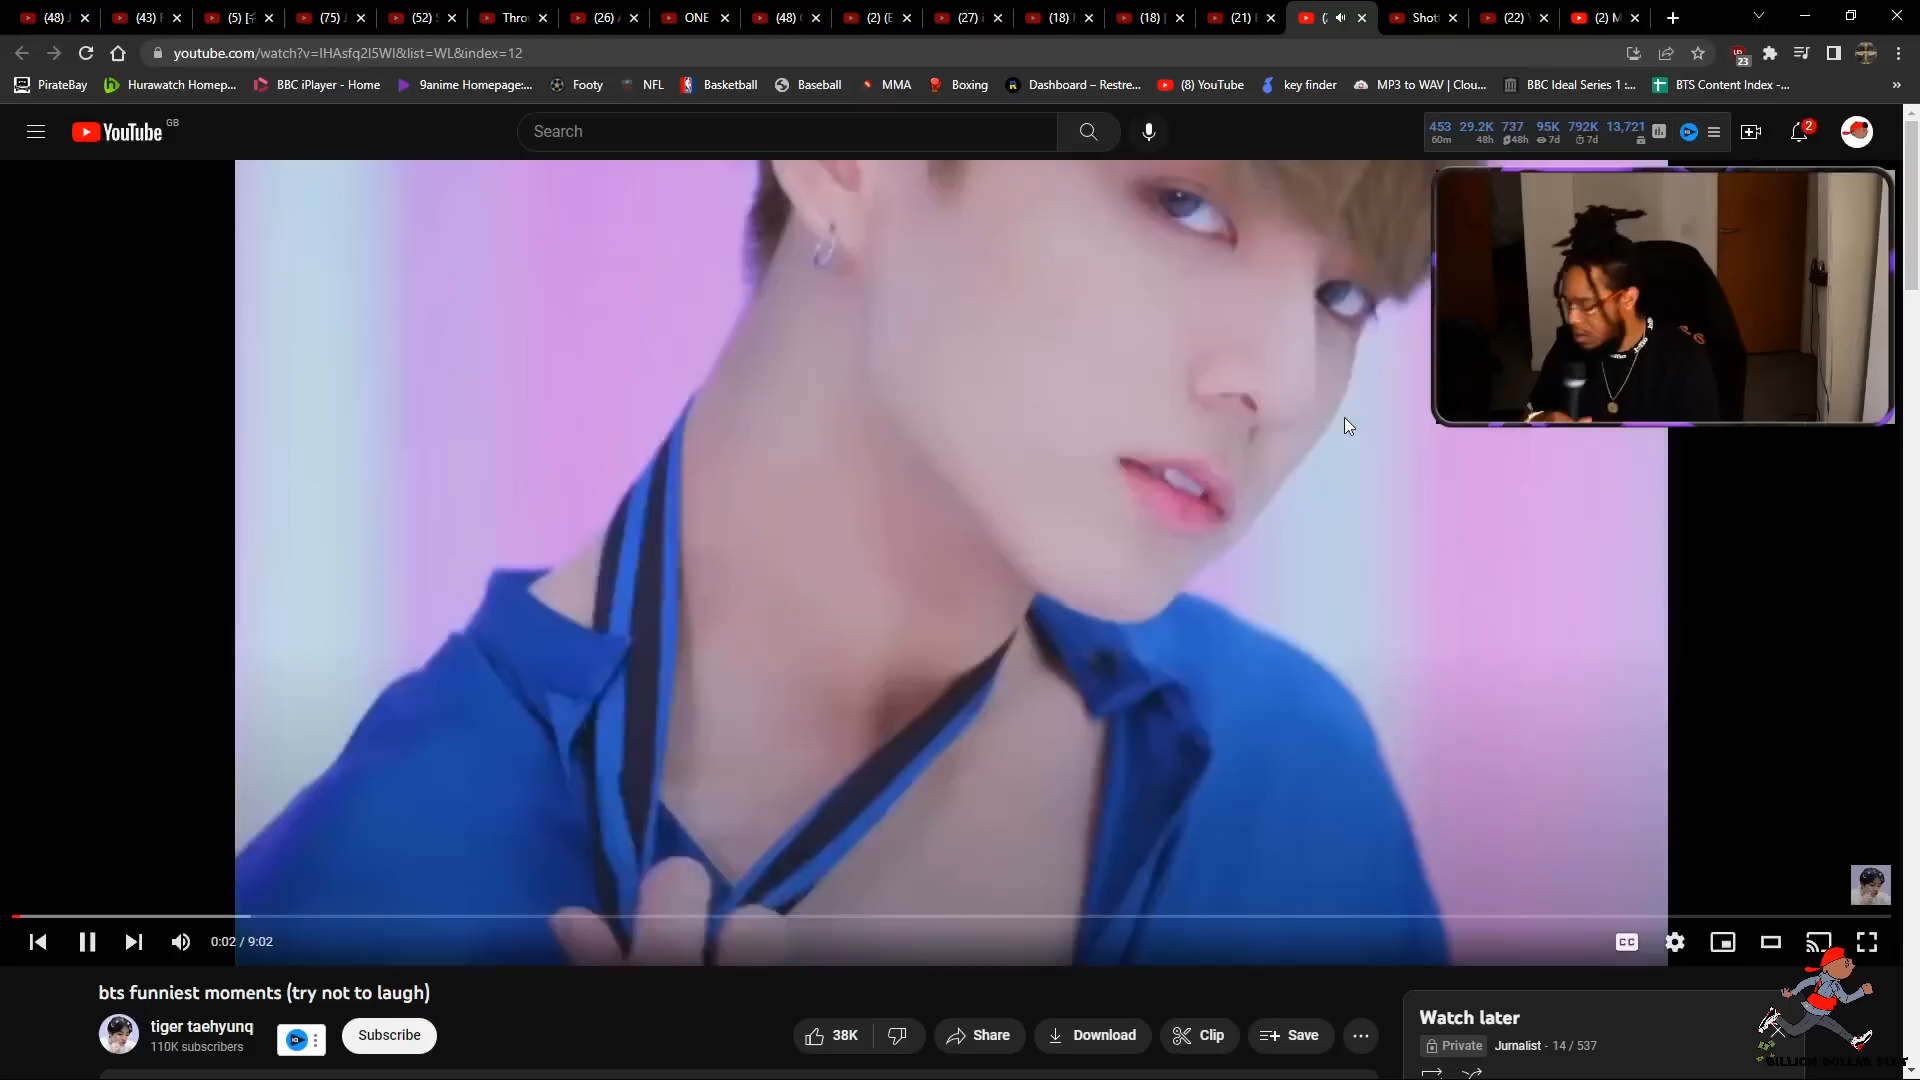 (48) J
(43) F
(5) [
(75) J
(52) S
Thro
(26)
ONE
(48)
(2) (E
(27) i
(18)
(18)
(21)
Shot
(22)
(2) M
youtube.com/watch?v=IHAsfq2I5WI&list=WL&index=12
23
PirateBay
Hurawatch Homep...
BBC iPlayer - Home
9anime Homepage:...
Footy
NFL
Basketball
Baseball
MMA
Boxing
Dashboard – Restre...
(8) YouTube
key finder
MP3 to WAV | Clou...
BBC Ideal Series 1 :...
BTS Content Index -...
»
YouTube GB
Search
453 29.2K 737 95K 792K 13,721
60m 48h 48h 7d 7d
2
0:02 / 9:02
CC
bts funniest moments (try not to laugh)
tiger taehyunq
110K subscribers
Subscribe
38K
Share
Download
Clip
Save
Watch later
Private Jurnalist - 14 / 537
BILLION DOLLAR